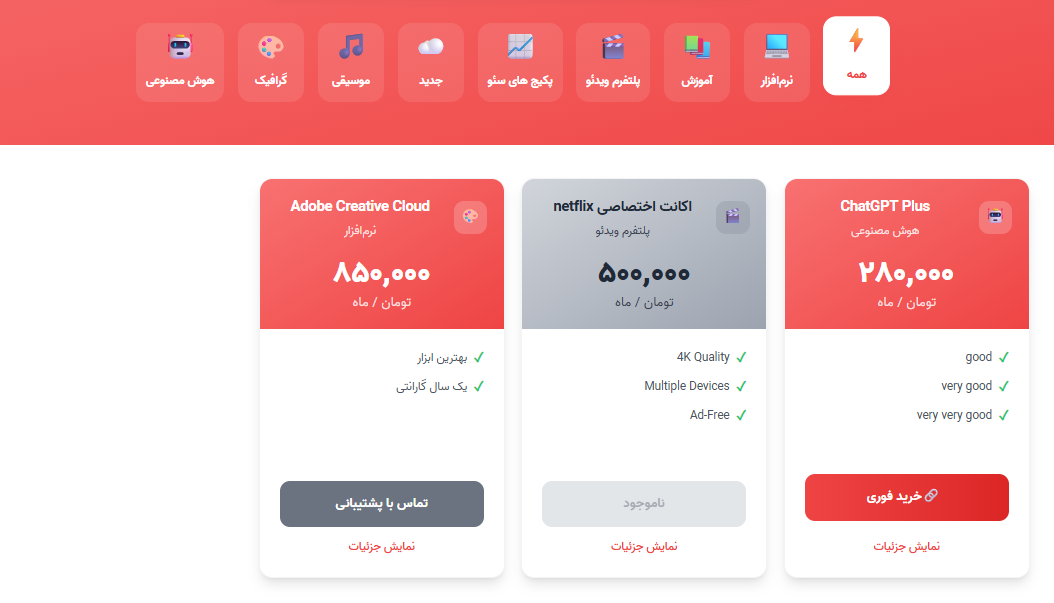 همه
نرم‌افزار
آموزش
پلتفرم ویدئو
پکیج های سئو
جدید
موسیقی
گرافیک
هوش مصنوعی
ChatGPT Plus
هوش مصنوعی
۲۸۰,۰۰۰
تومان / ماه
✓ good
✓ very good
✓ very very good
خرید فوری
نمایش جزئیات
اکانت اختصاصی netflix
پلتفرم ویدئو
۵۰۰,۰۰۰
تومان / ماه
✓ 4K Quality
✓ Multiple Devices
✓ Ad-Free
ناموجود
نمایش جزئیات
Adobe Creative Cloud
نرم‌افزار
۸۵۰,۰۰۰
تومان / ماه
✓ بهترین ابزار
✓ یک سال گارانتی
تماس با پشتیبانی
نمایش جزئیات